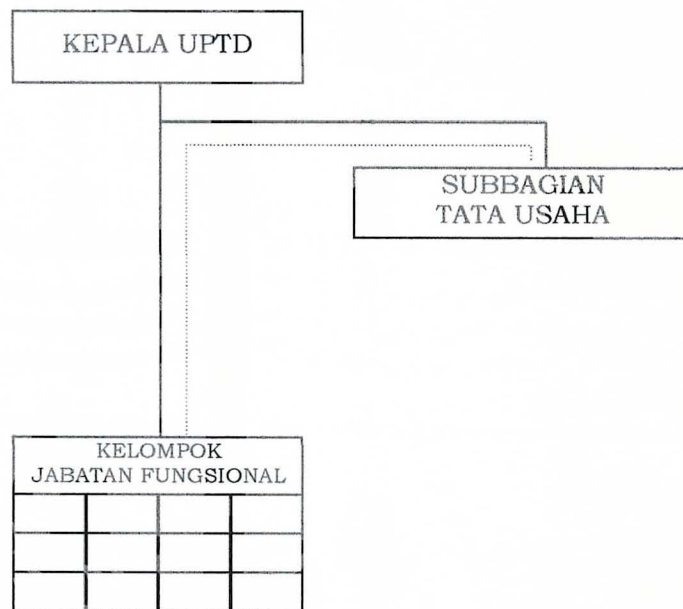 KEPALA UPTD
SUBBAGIAN
TATA USAHA
KELOMPOK
JABATAN FUNGSIONAL